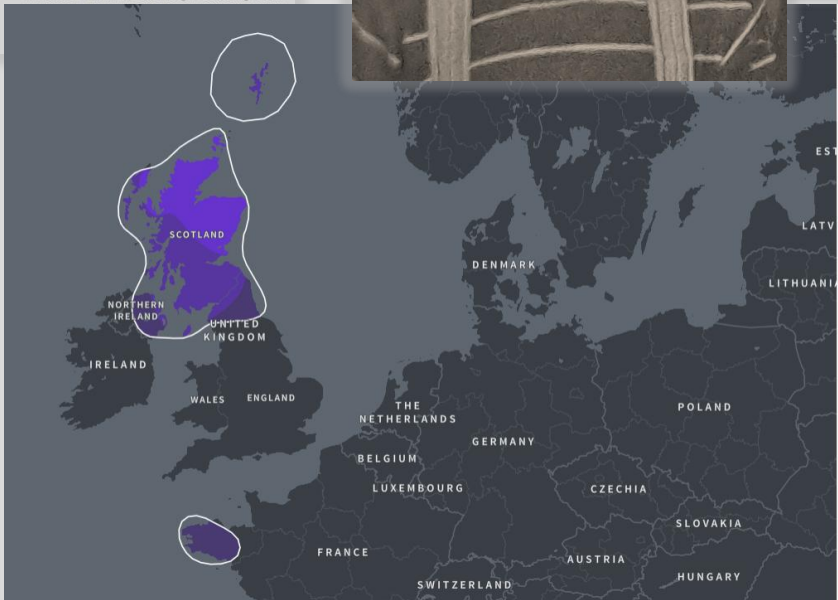 EST
LATV
SCOTLAND
DENMARK
LITHUANIA
NORTHERN
IRELAND
UNITED
KINGDOM
IRELAND
WALES
ENGLAND
THE
NETHERLANDS
POLAND
GERMANY
BELGIUM
LUXEMBOURG
CZECHIA
SLOVAKIA
FRANCE
AUSTRIA
HUNGARY
SWITZERLAND